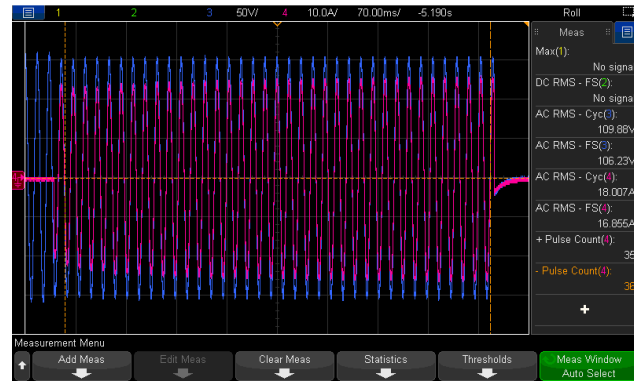 1 2 3 50V/ 4 10.0A/ 70.00ms/ -5.190s Roll
Meas
Max(1):
No signa
DC RMS - FS(2):
No signa
AC RMS - Cyc(3):
109.88V
AC RMS - FS(3):
106.23V
AC RMS - Cyc(4):
18.007A
AC RMS - FS(4):
16.855A
+ Pulse Count(4):
35
- Pulse Count(4):
36
+
Measurement Menu
Add Meas Edit Meas Clear Meas Statistics Thresholds Meas Window
Auto Select